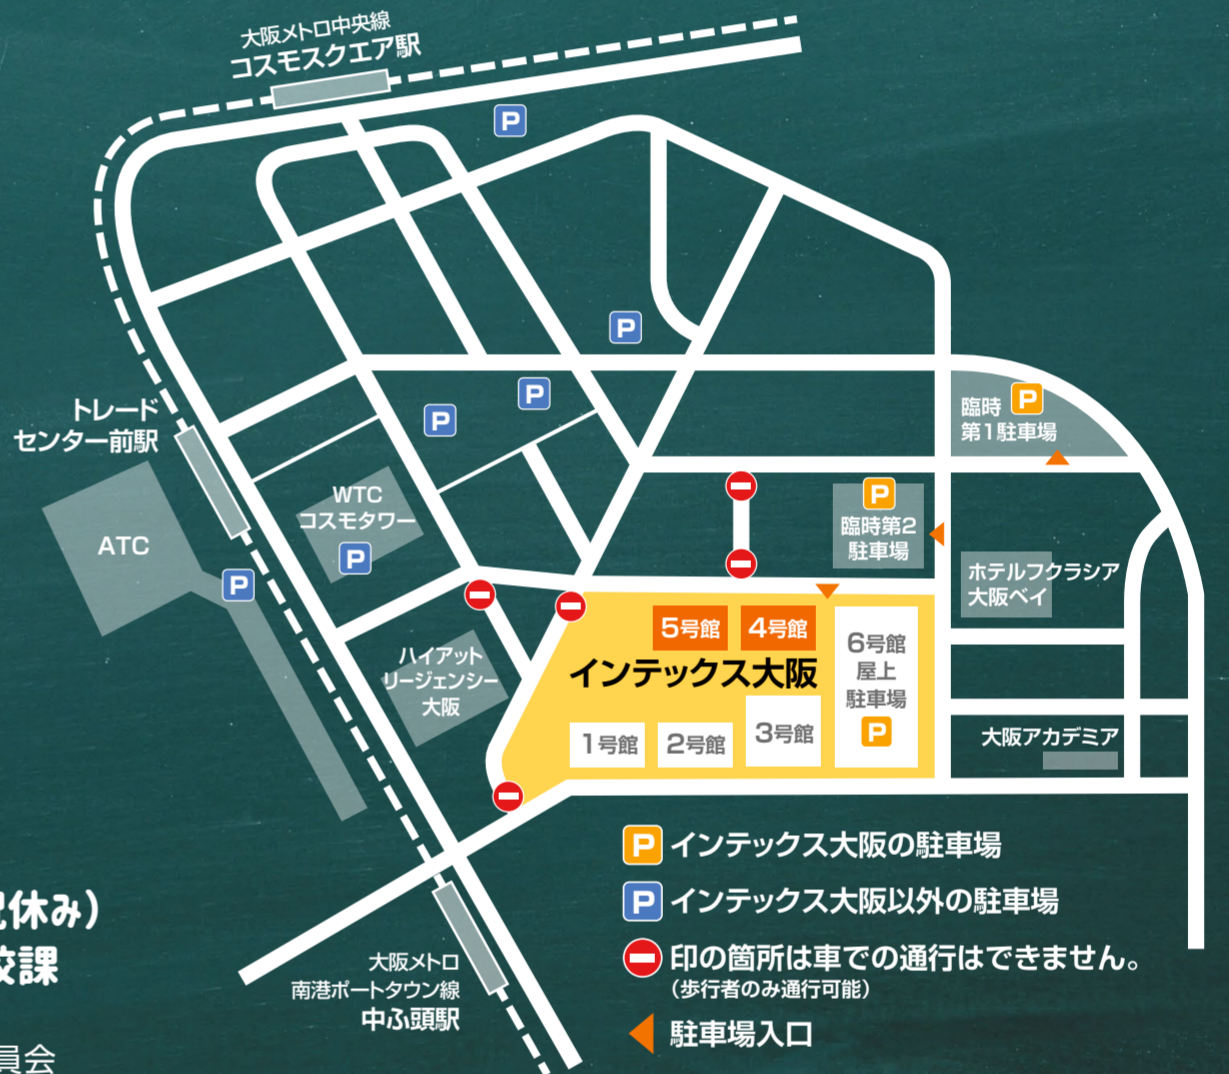 大阪メトロ中央線
コスモスクエア駅
P
P
P
P
トレード
センター前駅
ATC
P
WTC
コスモタワー
P
臨時
P
第1駐車場
P
臨時第2
駐車場
ホテルフクラシア
大阪ベイ
ハイアット
リージェンシー
大阪
5号館
4号館
インテックス大阪
1号館
2号館
3号館
6号館
屋上
駐車場
P
大阪アカデミア
P インテックス大阪の駐車場
P インテックス大阪以外の駐車場
印の箇所は車での通行はできません。
(歩行者のみ通行可能)
駐車場入口
大阪メトロ
南港ポートタウン線
中ふ頭駅
休み)
校課
員会